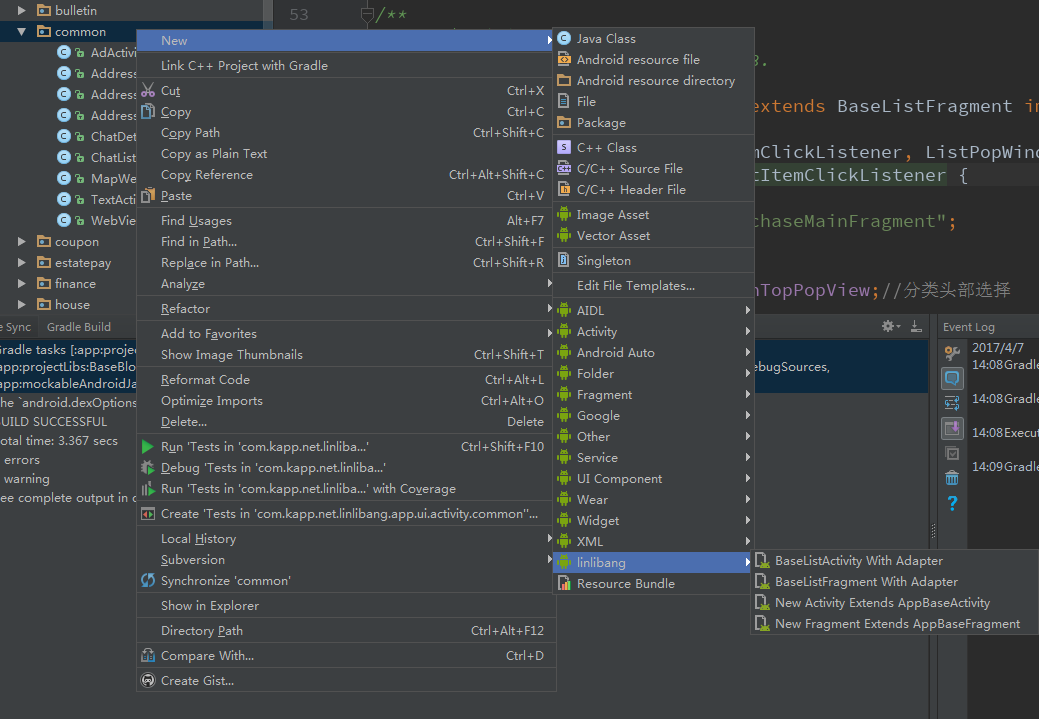 bulletin
common
AdActivi
Address
Address
Address
ChatDet
ChatList
MapWe
TextActi
WebVie
coupon
estatepay
finance
house
53
/**
3.
extends BaseListFragment in
mClickListener, ListPopWind
tItemClickListener {
chaseMainFragment";
nTopPopView;//分类头部选择
New
Link C++ Project with Gradle
Cut Ctrl+X
Copy Ctrl+C
Copy Path Ctrl+Shift+C
Copy as Plain Text
Copy Reference Ctrl+Alt+Shift+C
Paste Ctrl+V
Find Usages Alt+F7
Find in Path... Ctrl+Shift+F
Replace in Path... Ctrl+Shift+R
Analyze
Refactor
Add to Favorites
Show Image Thumbnails Ctrl+Shift+T
Reformat Code Ctrl+Alt+L
Optimize Imports Ctrl+Alt+O
Delete... Delete
Run 'Tests in 'com.kapp.net.linliba...' Ctrl+Shift+F10
Debug 'Tests in 'com.kapp.net.linliba...'
Run 'Tests in 'com.kapp.net.linliba...' with Coverage
Create 'Tests in 'com.kapp.net.linlibang.app.ui.activity.common''...
Local History
Subversion
Synchronize 'common'
Show in Explorer
Directory Path Ctrl+Alt+F12
Compare With... Ctrl+D
Create Gist...
Java Class
Android resource file
Android resource directory
File
Package
C++ Class
C/C++ Source File
C/C++ Header File
Image Asset
Vector Asset
Singleton
Edit File Templates...
AIDL
Activity
Android Auto
Folder
Fragment
Google
Other
Service
UI Component
Wear
Widget
XML
linlibang
Resource Bundle
BaseListActivity With Adapter
BaseListFragment With Adapter
New Activity Extends AppBaseActivity
New Fragment Extends AppBaseFragment
e Sync Gradle Build
Gradle tasks [:app:projec
app:projectLibs:BaseBlo
app:mockableAndroidJa
he `android.dexOptions
UILD SUCCESSFUL
otal time: 3.367 secs
errors
warning
ee complete output in c
ebugSources,
Event Log
2017/4/7
14:08Gradle
14:08Gradle
14:08Execut
14:09Gradle